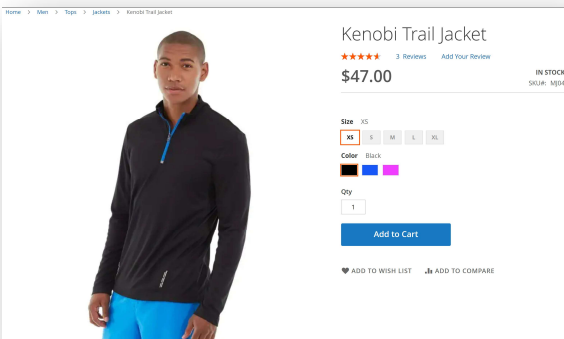 Home > Men > Tops > Jackets > Kenobi Trail Jacket
Kenobi Trail Jacket
3 Reviews Add Your Review
$47.00
IN STOCK
SKU#: MJ04
Size XS
XS S M L XL
Color Black
Qty
1
Add to Cart
ADD TO WISH LIST ADD TO COMPARE